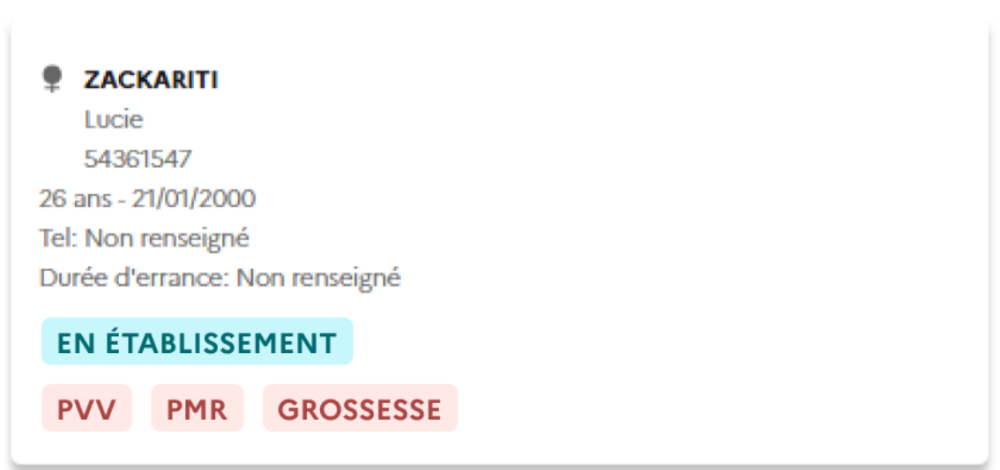 ZACKARITI
Lucie
54361547
26 ans - 21/01/2000
Tel: Non renseigné
Durée d'errance: Non renseigné
EN ÉTABLISSEMENT
PVV PMR GROSSESSE